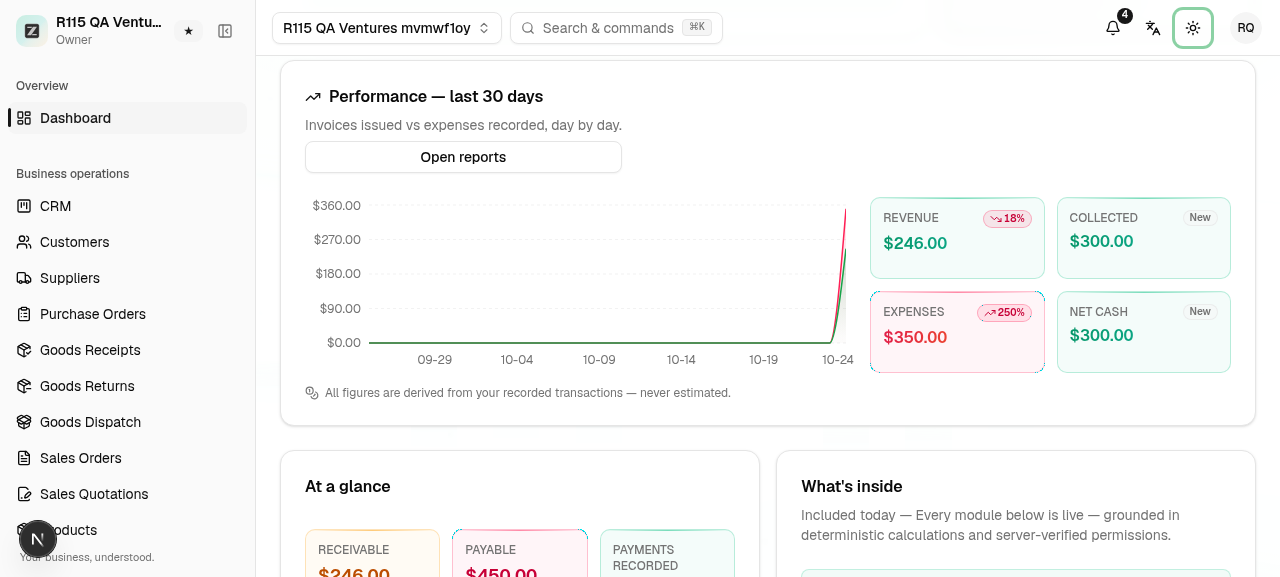 R115 QA Ventu...
Owner
R115 QA Ventures mvmwf1oy
Search & commands
⌘K
4
RQ
Overview
Dashboard
Business operations
CRM
Customers
Suppliers
Purchase Orders
Goods Receipts
Goods Returns
Goods Dispatch
Sales Orders
Sales Quotations
oducts
N
Your business, understood.
Performance — last 30 days
Invoices issued vs expenses recorded, day by day.
Open reports
$360.00
$270.00
$180.00
$90.00
$0.00
09-29
10-04
10-09
10-14
10-19
10-24
REVENUE
18%
$246.00
COLLECTED
New
$300.00
EXPENSES
250%
$350.00
NET CASH
New
$300.00
All figures are derived from your recorded transactions — never estimated.
At a glance
RECEIVABLE
$246.00
PAYABLE
$450.00
PAYMENTS
RECORDED
What's inside
Included today — Every module below is live — grounded in
deterministic calculations and server-verified permissions.